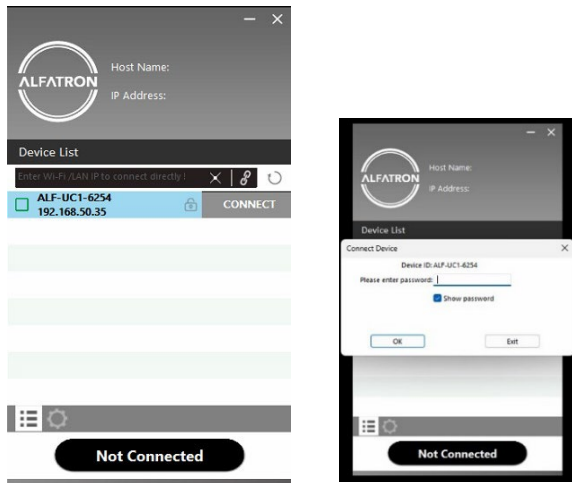 ALFATRON
Host Name:
IP Address:
Device List
Enter Wi-Fi /LAN IP to connect directly !
ALF-UC1-6254
192.168.50.35
CONNECT
Not Connected
ALFATRON
Host Name:
IP Address:
Device List
Connect Device
Device ID: ALF-UC1-6254
Please enter password:
Show password
OK
Exit
Not Connected